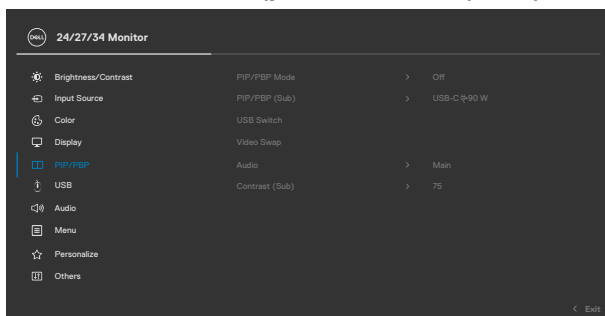 DELL 24/27/34 Monitor
Brightness/Contrast PIP/PBP Mode > Off
Input Source PIP/PBP (Sub) > USB-C 90 W
Color USB Switch
Display Video Swap
PIP/PBP Audio > Main
USB Contrast (Sub) > 75
Audio
Menu
Personalize
Others
< Exit